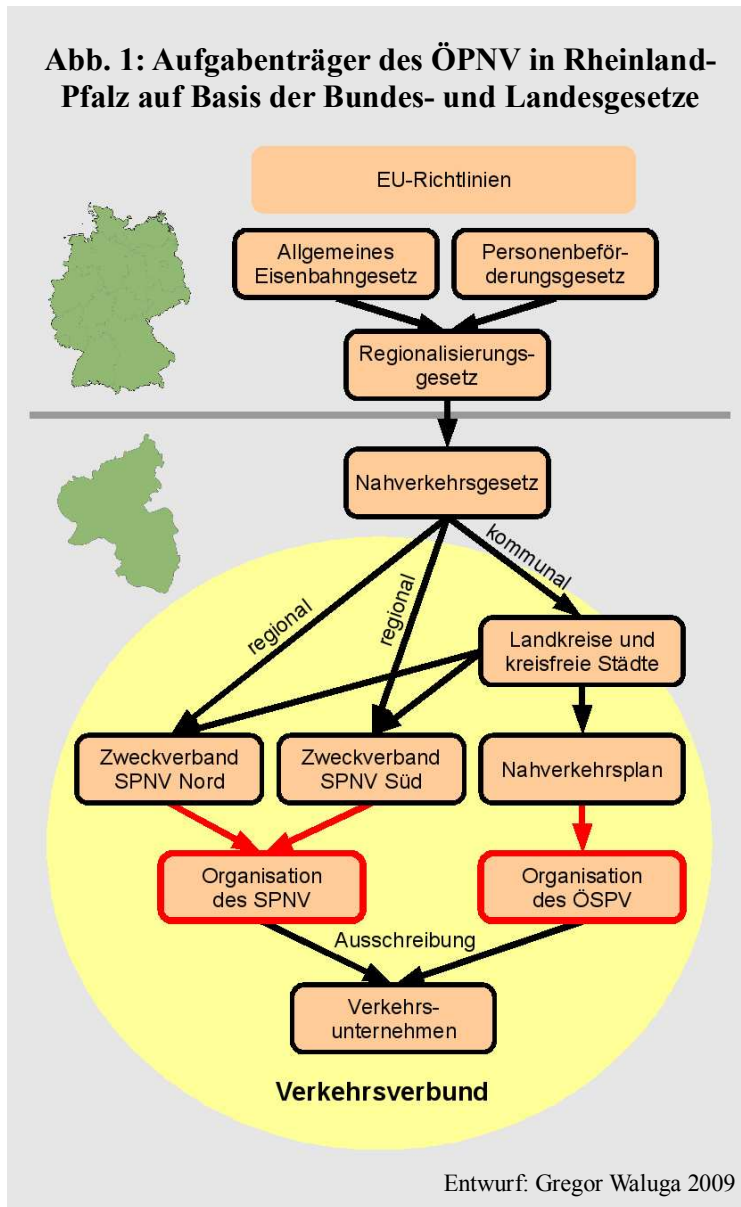 Abb. 1: Aufgabenträger des ÖPNV in Rheinland-
Pfalz auf Basis der Bundes- und Landesgesetze
EU-Richtlinien
Allgemeines
Eisenbahngesetz
Personenbeför-
derungsgesetz
Regionalisierungs-
gesetz
Nahverkehrsgesetz
regional
regional
kommunal
Landkreise und
kreisfreie Städte
Zweckverband
SPNV Nord
Zweckverband
SPNV Süd
Nahverkehrsplan
Organisation
des SPNV
Organisation
des ÖSPV
Ausschreibung
Verkehrs-
unternehmen
Verkehrsverbund
Entwurf: Gregor Waluga 2009